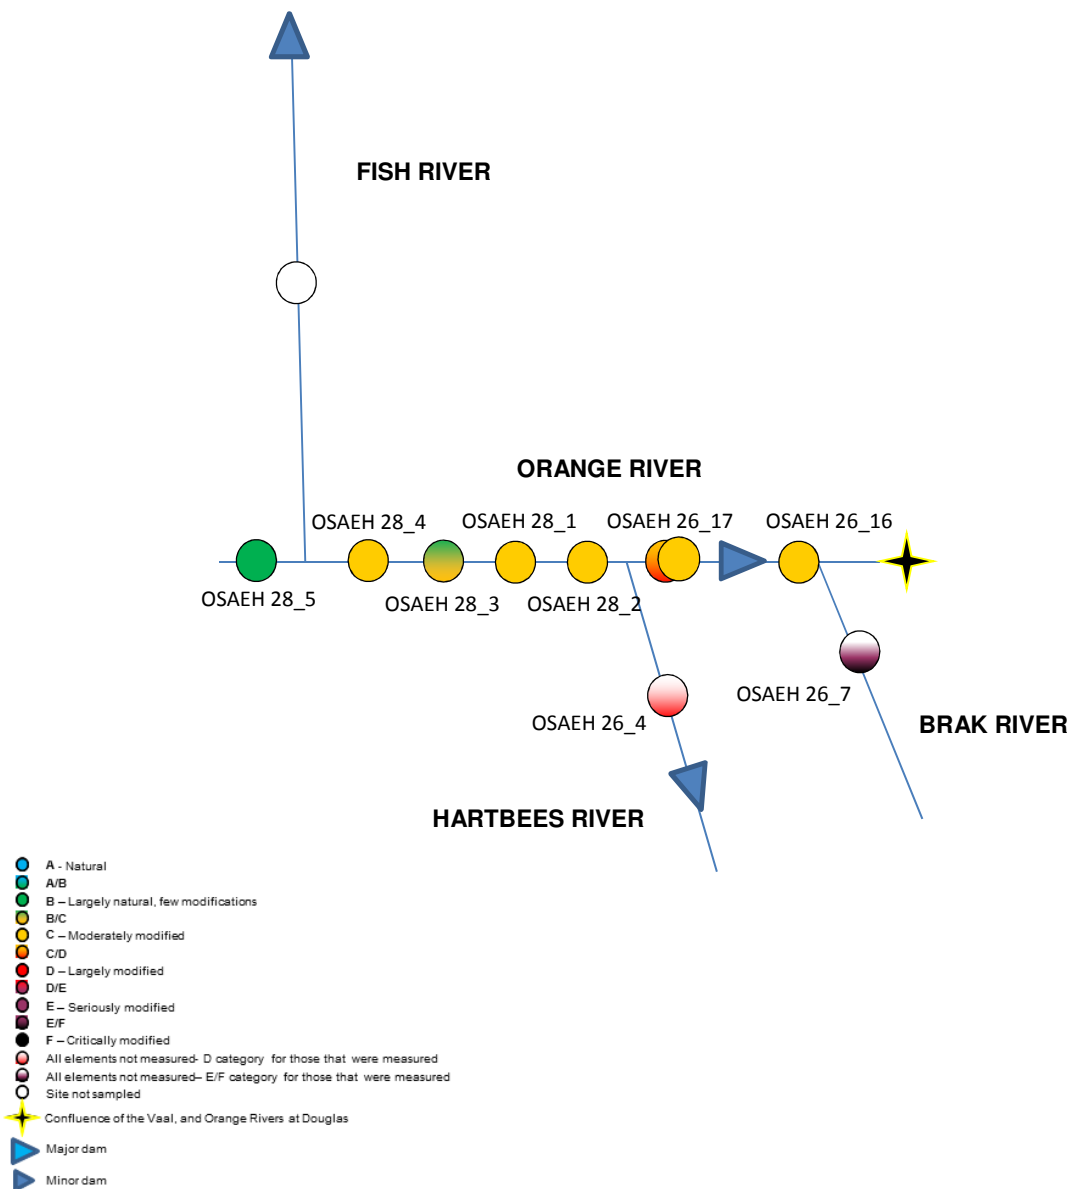 FISH RIVER
ORANGE RIVER
OSAEH 28_4
OSAEH 28_1
OSAEH 26_17
OSAEH 26_16
OSAEH 28_5
OSAEH 28_3
OSAEH 28_2
OSAEH 26_7
OSAEH 26_4
BRAK RIVER
HARTBEES RIVER
A - Natural
A/B
B – Largely natural, few modifications
B/C
C – Moderately modified
C/D
D – Largely modified
D/E
E – Seriously modified
E/F
F – Critically modified
All elements not measured- D category for those that were measured
All elements not measured– E/F category for those that were measured
Site not sampled
Confluence of the Vaal, and Orange Rivers at Douglas
Major dam
Minor dam